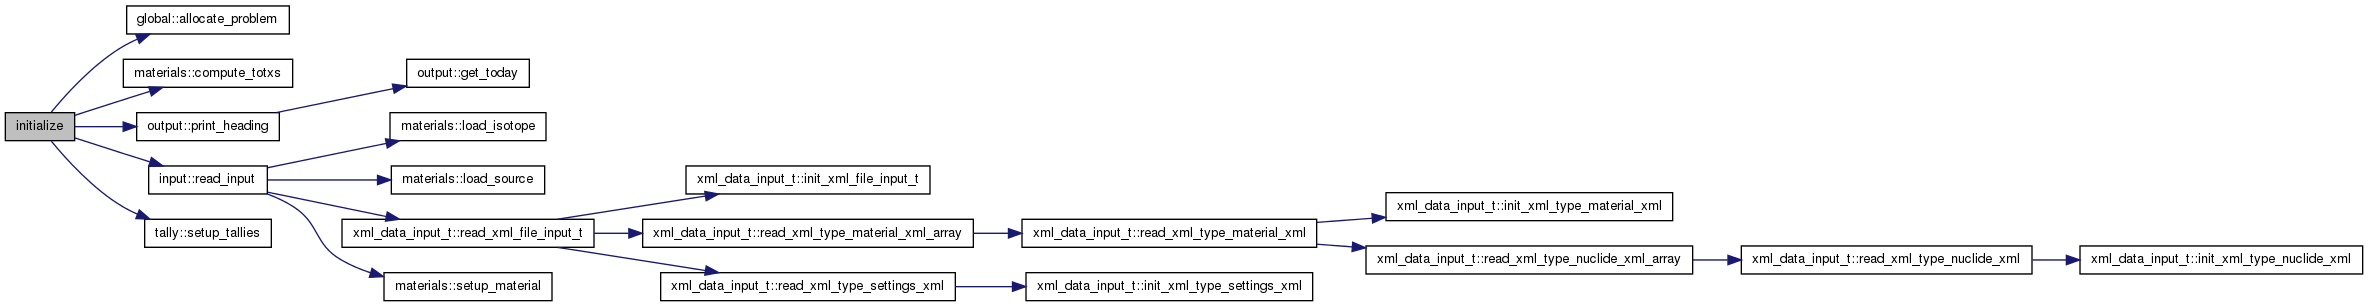 initialize
global::allocate_problem
materials::compute_totxs
output::print_heading
output::get_today
input::read_input
materials::load_isotope
materials::load_source
xml_data_input_t::read_xml_file_input_t
xml_data_input_t::init_xml_file_input_t
xml_data_input_t::read_xml_type_material_xml_array
xml_data_input_t::read_xml_type_material_xml
xml_data_input_t::init_xml_type_material_xml
xml_data_input_t::read_xml_type_nuclide_xml_array
xml_data_input_t::read_xml_type_nuclide_xml
xml_data_input_t::init_xml_type_nuclide_xml
xml_data_input_t::read_xml_type_settings_xml
xml_data_input_t::init_xml_type_settings_xml
materials::setup_material
tally::setup_tallies